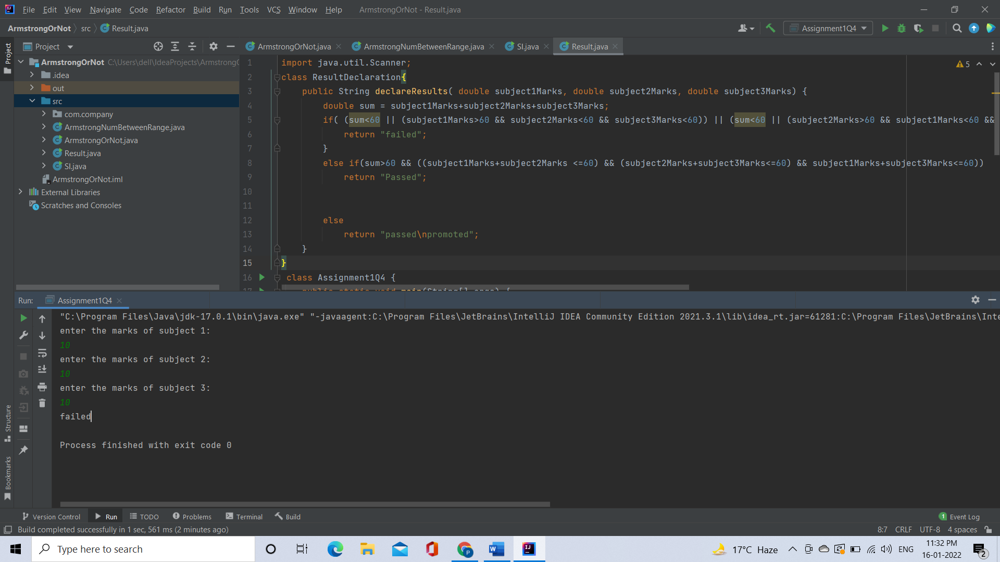 File Edit View Navigate Code Refactor Build Run Tools VCS Window Help ArmstrongOrNot - Result.java
ArmstrongOrNot src Result.java Assignment1Q4
Project ArmstrongOrNot.java ArmstrongNumBetweenRange.java SI.java Result.java
Project
ArmstrongOrNot C:\Users\dell\IdeaProjects\Armstrong
.idea
out
src
com.company
ArmstrongNumBetweenRange.java
ArmstrongOrNot.java
Result.java
SI.java
ArmstrongOrNot.iml
External Libraries
Scratches and Consoles
5
1 import java.util.Scanner;
2 class ResultDeclaration{
3 public String declareResults( double subject1Marks, double subject2Marks, double subject3Marks) {
4 double sum = subject1Marks+subject2Marks+subject3Marks;
5 if( (sum<60 || (subject1Marks>60 && subject2Marks<60 && subject3Marks<60)) || (sum<60 || (subject2Marks>60 && subject1Marks<60 &&
6 return "failed";
7 }
8 else if(sum>60 && ((subject1Marks+subject2Marks <=60) && (subject2Marks+subject3Marks<=60) && subject1Marks+subject3Marks<=60))
9 return "Passed";
10
11
12 else
13 return "passed\npromoted";
14 }
15 }
16 class Assignment1Q4 {
17 public static void main(String[] args) {
Run: Assignment1Q4
"C:\Program Files\Java\jdk-17.0.1\bin\java.exe" "-javaagent:C:\Program Files\JetBrains\IntelliJ IDEA Community Edition 2021.3.1\lib\idea_rt.jar=61281:C:\Program Files\JetBrains\Inte
enter the marks of subject 1:
10
enter the marks of subject 2:
10
enter the marks of subject 3:
10
failed
Process finished with exit code 0
Structure
Bookmarks
Version Control Run TODO Problems Terminal Build 1 Event Log
Build completed successfully in 1 sec, 561 ms (2 minutes ago) 8:7 CRLF UTF-8 4 spaces
Type here to search 17°C Haze ENG 11:32 PM
16-01-2022 2